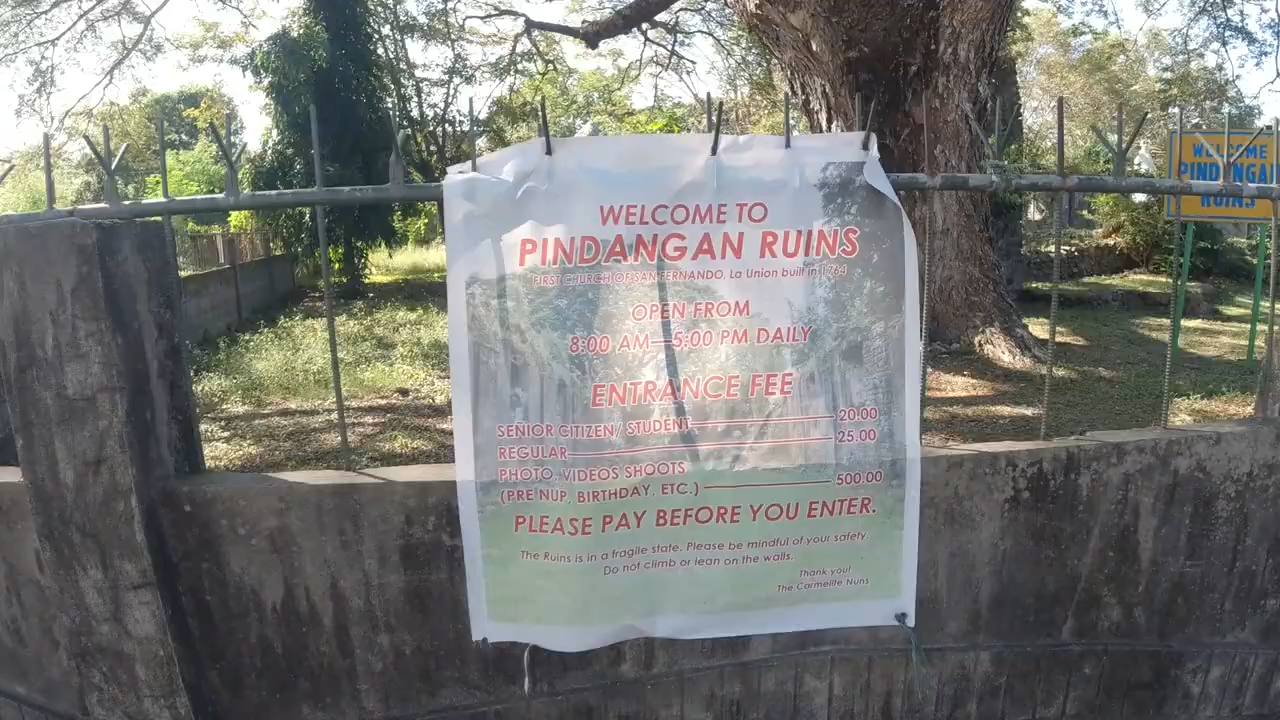 WELCOME TO
PINDANGAN RUINS
FIRST CHURCH OF SAN FERNANDO, La Union built in 1764
OPEN FROM
8:00 AM—5:00 PM DAILY
ENTRANCE FEE
SENIOR CITIZEN/ STUDENT 20.00
REGULAR 25.00
PHOTO, VIDEOS SHOOTS
(PRE NUP, BIRTHDAY, ETC.) 500.00
PLEASE PAY BEFORE YOU ENTER.
The Ruins is in a fragile state. Please be mindful of your safety.
Do not climb or lean on the walls.
Thank you!
The Carmelite Nuns
WELCOME
PINDANGAN
RUINS